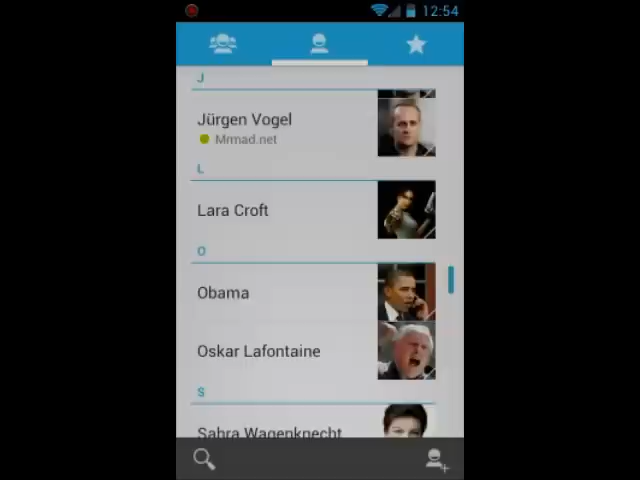 12:54
J
Jürgen Vogel
Mrmad.net
L
Lara Croft
O
Obama
Oskar Lafontaine
S
Sahra Wagenknecht